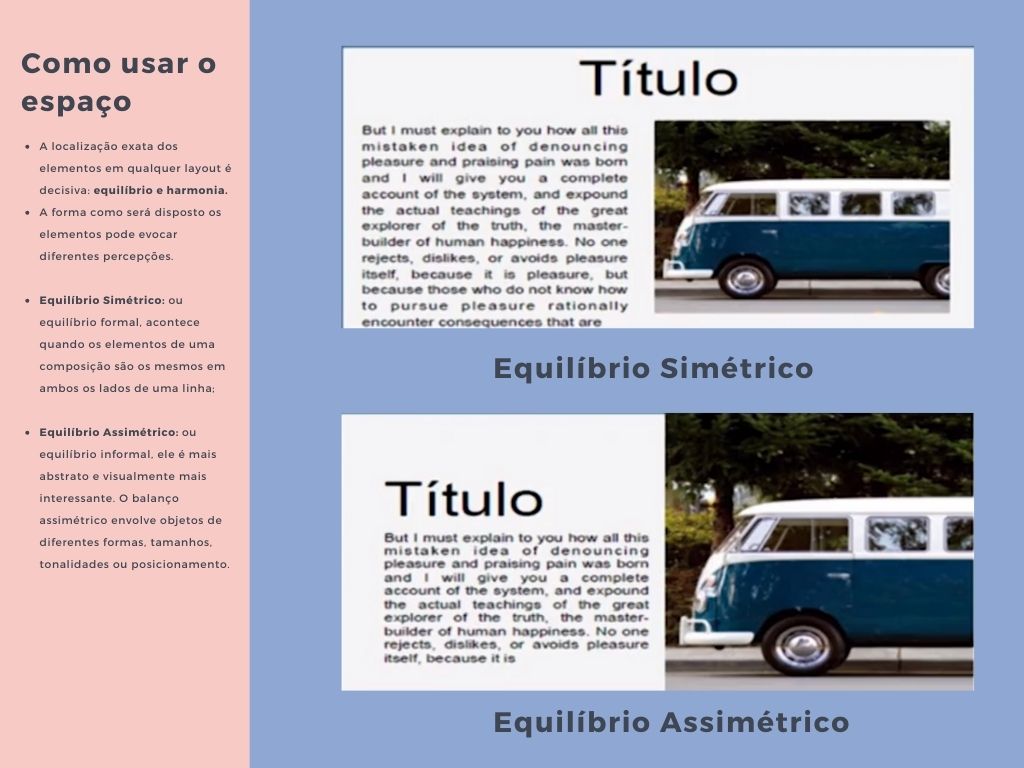 Como usar o
espaço
• A localização exata dos
elementos em qualquer layout é
decisiva: equilíbrio e harmonia.
• A forma como será disposto os
elementos pode evocar
diferentes percepções.
• Equilíbrio Simétrico: ou
equilíbrio formal, acontece
quando os elementos de uma
composição são os mesmos em
ambos os lados de uma linha;
• Equilíbrio Assimétrico: ou
equilíbrio informal, ele é mais
abstrato e visualmente mais
interessante. O balanço
assimétrico envolve objetos de
diferentes formas, tamanhos,
tonalidades ou posicionamento.
Título
But I must explain to you how all this
mistaken idea of denouncing
pleasure and praising pain was born
and I will give you a complete
account of the system, and expound
the actual teachings of the great
explorer of the truth, the master-
builder of human happiness. No one
rejects, dislikes, or avoids pleasure
itself, because it is pleasure, but
because those who do not know how
to pursue pleasure rationally
encounter consequences that are
Equilíbrio Simétrico
Título
But I must explain to you how all this
mistaken idea of denouncing
pleasure and praising pain was born
and I will give you a complete
account of the system, and expound
the actual teachings of the great
explorer of the truth, the master-
builder of human happiness. No one
rejects, dislikes, or avoids pleasure
itself, because it is
Equilíbrio Assimétrico